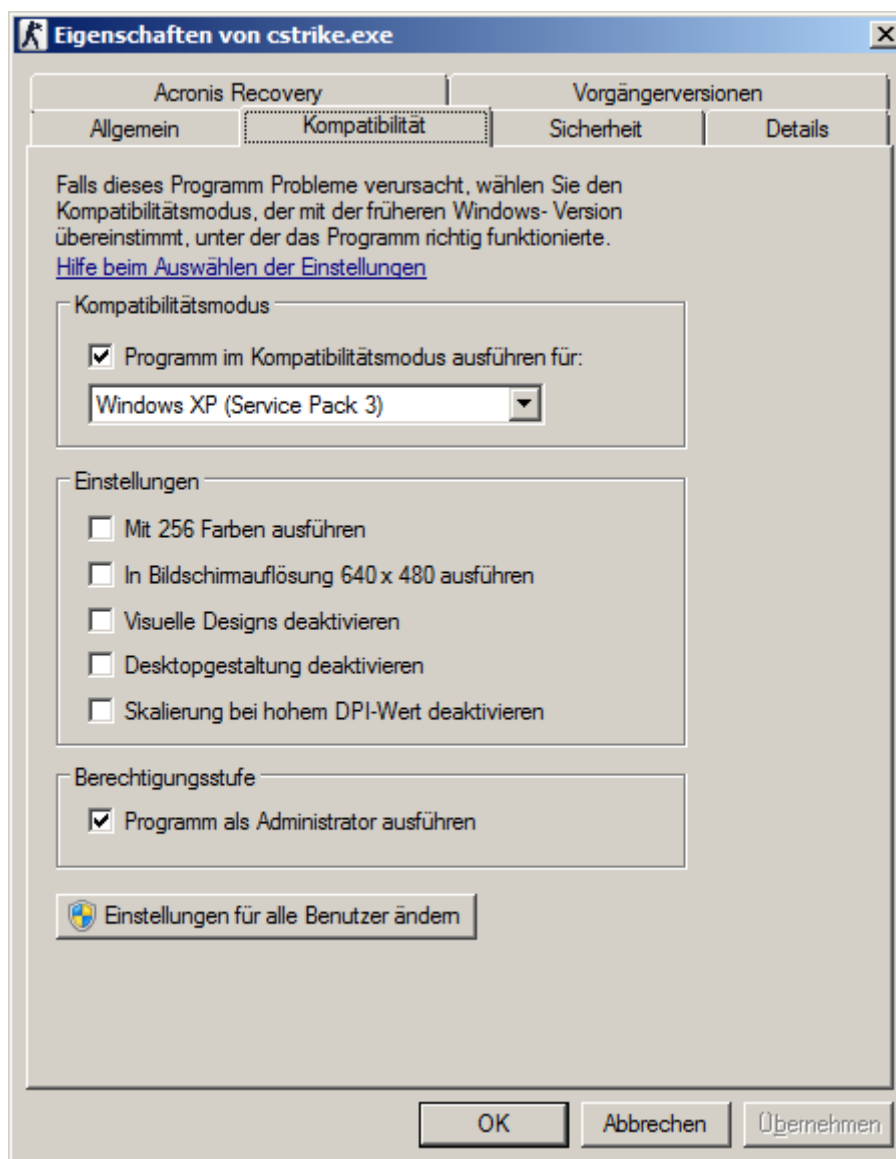 Eigenschaften von cstrike.exe
Acronis Recovery
Vorgängerversionen
Allgemein
Kompatibilität
Sicherheit
Details
Falls dieses Programm Probleme verursacht, wählen Sie den
Kompatibilitätsmodus, der mit der früheren Windows- Version
übereinstimmt, unter der das Programm richtig funktionierte.
Hilfe beim Auswählen der Einstellungen
Kompatibilitätsmodus
Programm im Kompatibilitätsmodus ausführen für:
Windows XP (Service Pack 3)
Einstellungen
Mit 256 Farben ausführen
In Bildschirmauflösung 640 x 480 ausführen
Visuelle Designs deaktivieren
Desktopgestaltung deaktivieren
Skalierung bei hohem DPI-Wert deaktivieren
Berechtigungsstufe
Programm als Administrator ausführen
Einstellungen für alle Benutzer ändern
OK
Abbrechen
Übernehmen